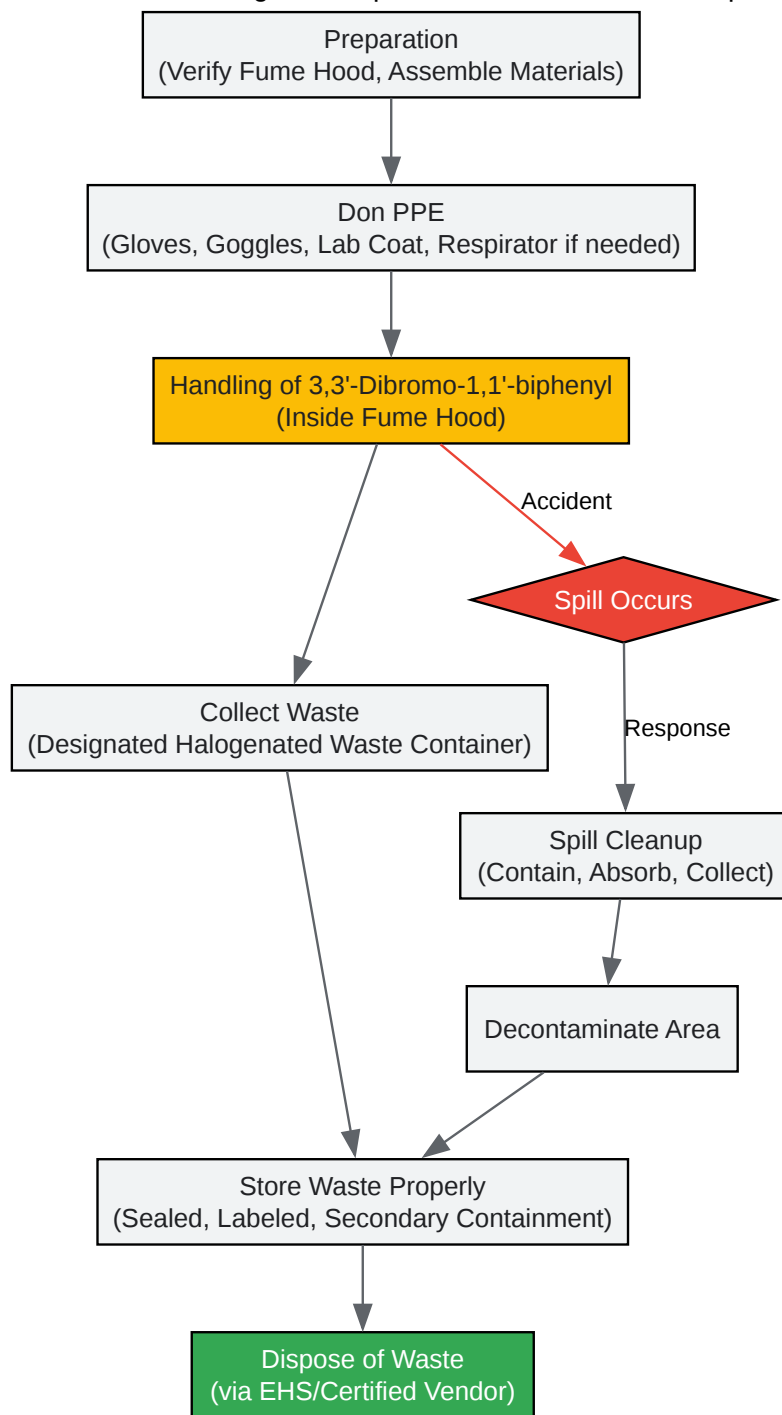 Preparation
(Verify Fume Hood, Assemble Materials)
Don PPE
(Gloves, Goggles, Lab Coat, Respirator if needed)
Handling of 3,3'-Dibromo-1,1'-biphenyl
(Inside Fume Hood)
Accident
Spill Occurs
Collect Waste
(Designated Halogenated Waste Container)
Response
Spill Cleanup
(Contain, Absorb, Collect)
Decontaminate Area
Store Waste Properly
(Sealed, Labeled, Secondary Containment)
Dispose of Waste
(via EHS/Certified Vendor)